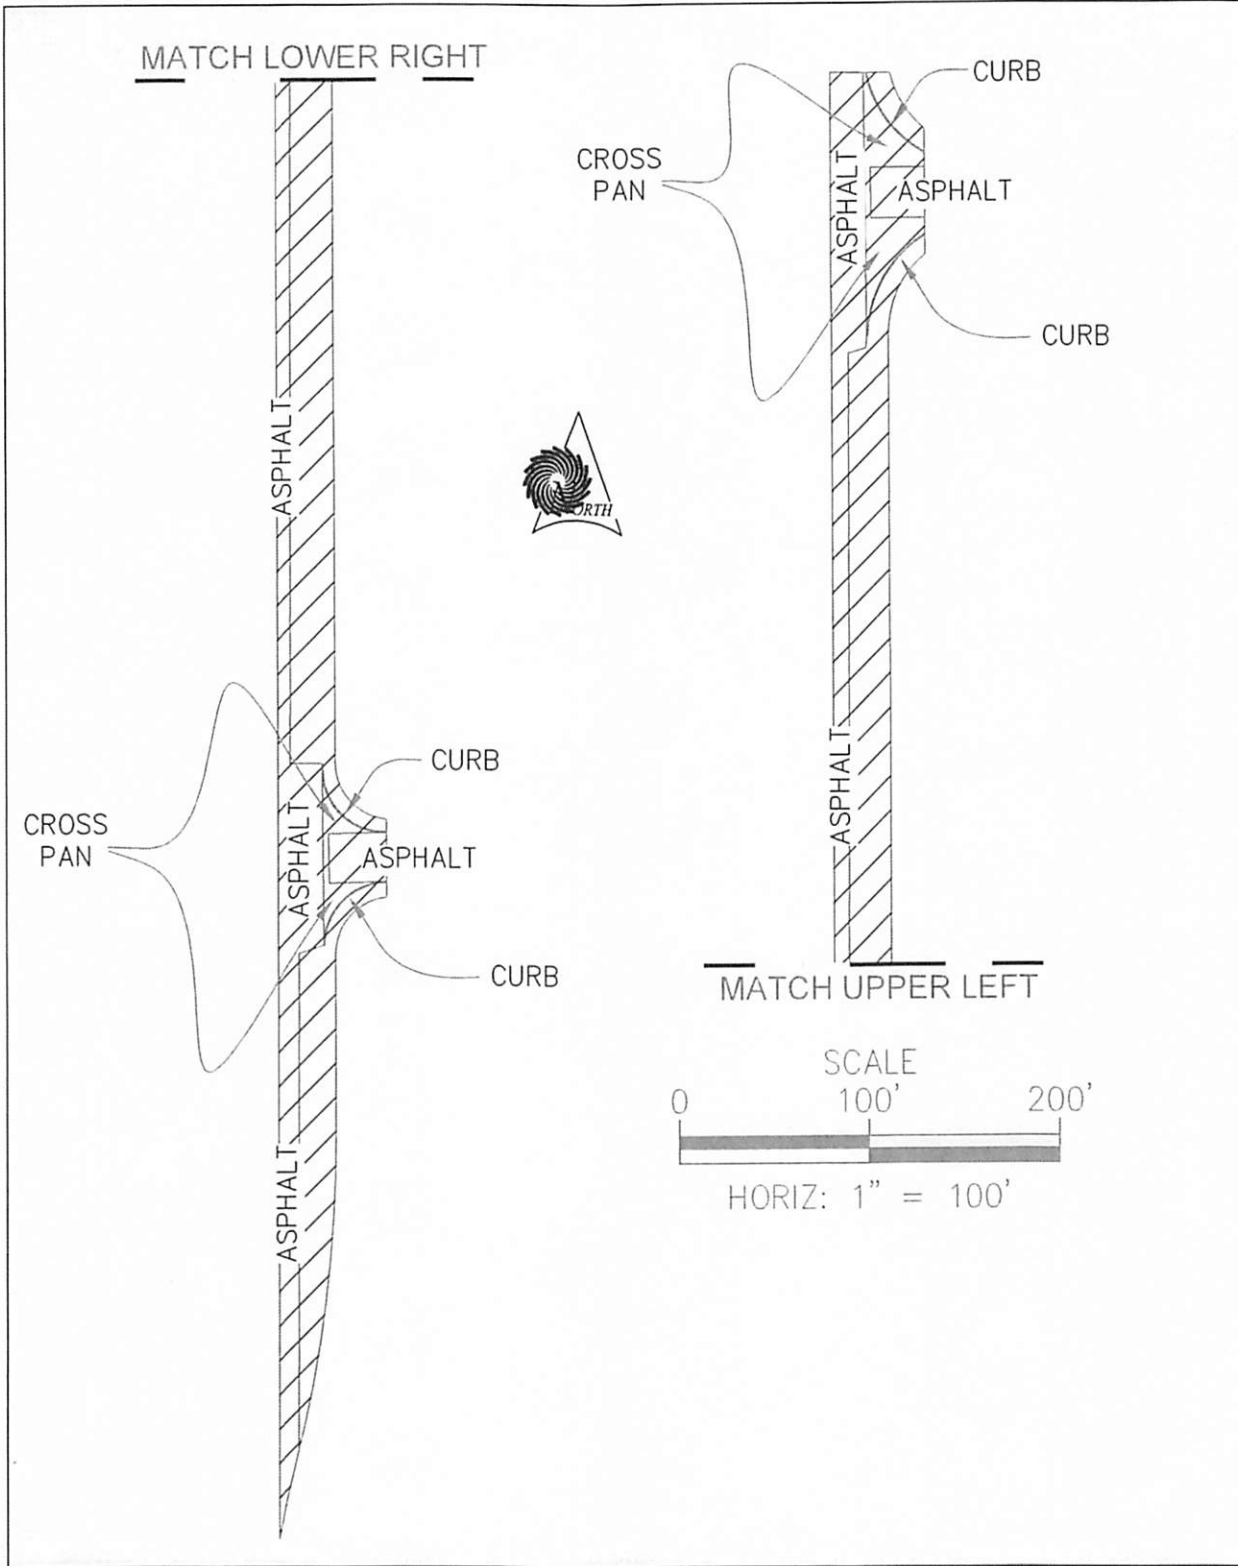 MATCH LOWER RIGHT
ASPHALT
CURB
CROSS
PAN
ASPHALT
ASPHALT
CURB
ASPHALT
CURB
CROSS
PAN
ASPHALT
ASPHALT
CURB
ASPHALT
MATCH UPPER LEFT
SCALE
0 100' 200'
HORIZ: 1" = 100'